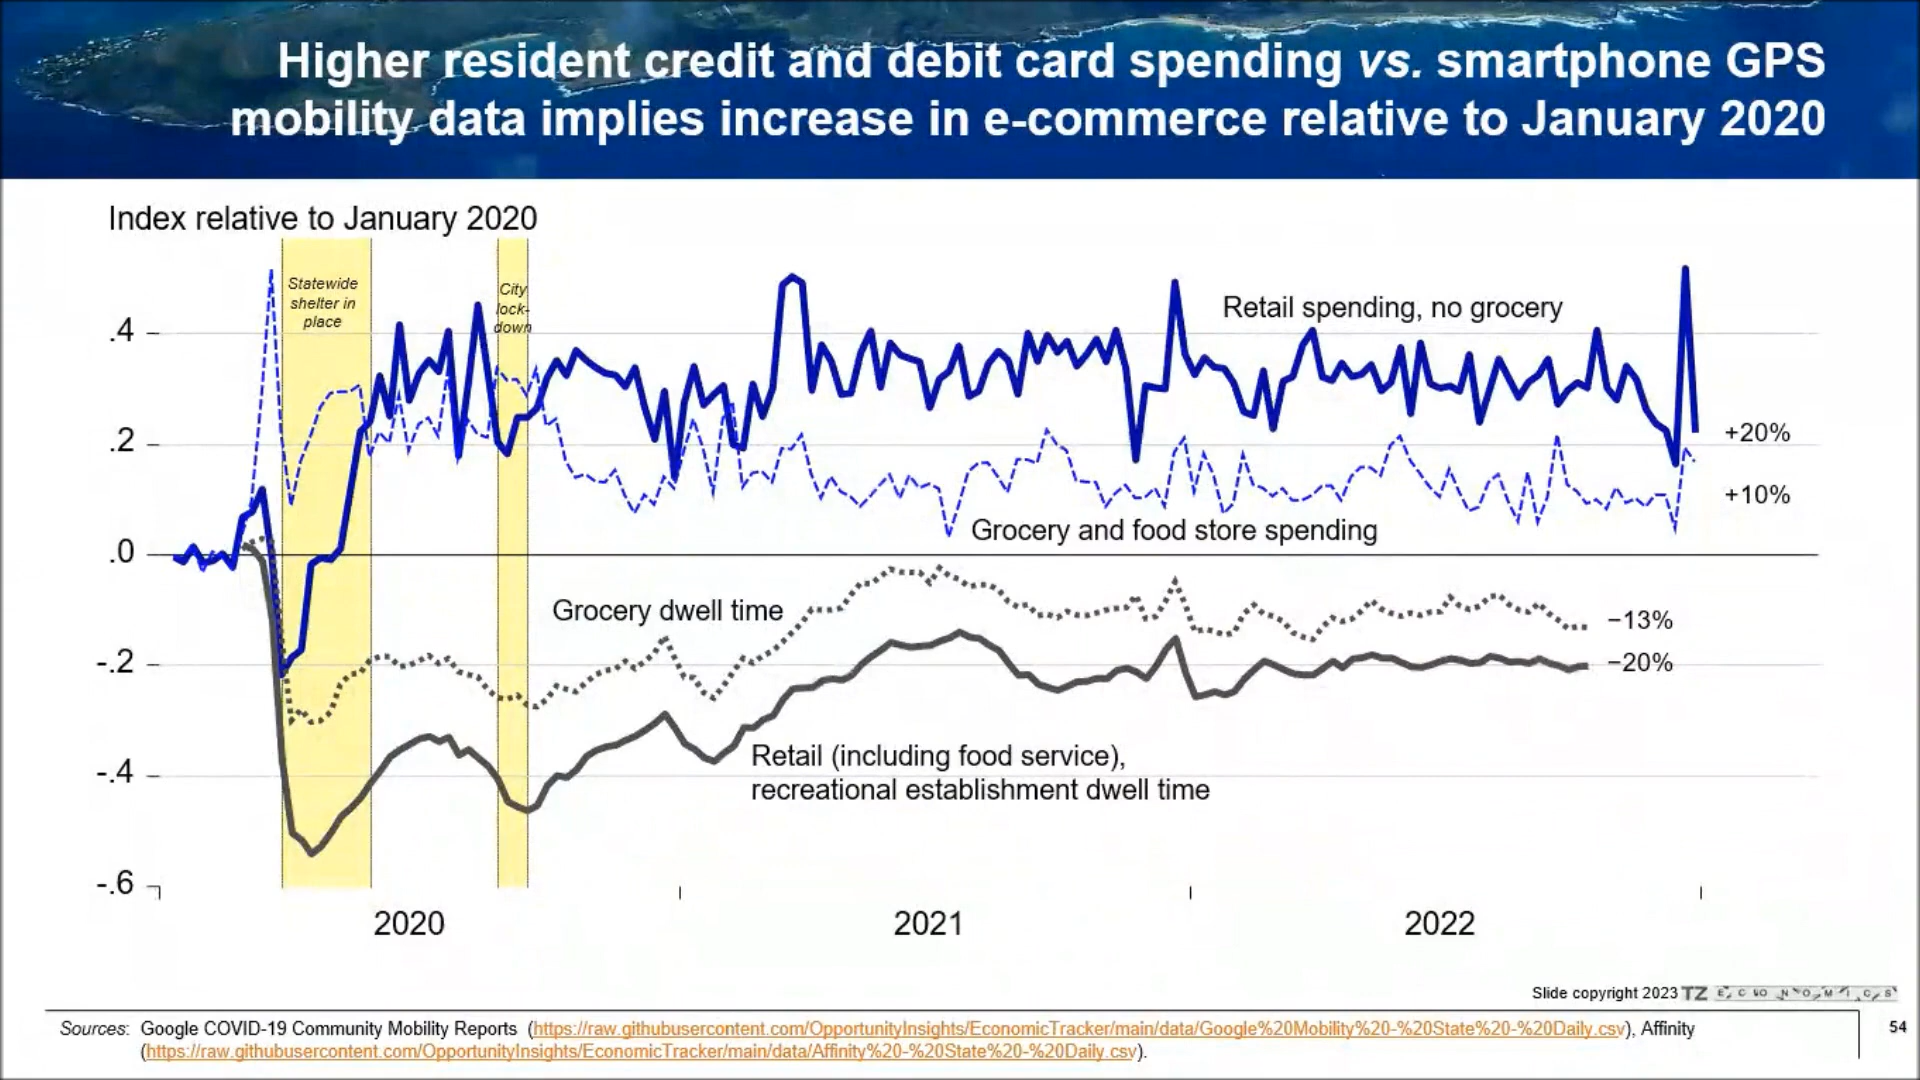 Higher resident credit and debit card spending vs. smartphone GPS
mobility data implies increase in e-commerce relative to January 2020
Index relative to January 2020
Statewide
shelter in
place
City
lock-
down
Retail spending, no grocery
.4
.2
+20%
+10%
Grocery and food store spending
.0
Grocery dwell time
−13%
-.2
−20%
Retail (including food service),
recreational establishment dwell time
-.4
-.6
2020
2021
2022
Slide copyright 2023 TZ ECONOMICS
Sources: Google COVID-19 Community Mobility Reports (https://raw.githubusercontent.com/OpportunityInsights/EconomicTracker/main/data/Google%20Mobility%20-%20State%20-%20Daily.csv), Affinity
(https://raw.githubusercontent.com/OpportunityInsights/EconomicTracker/main/data/Affinity%20-%20State%20-%20Daily.csv).
54